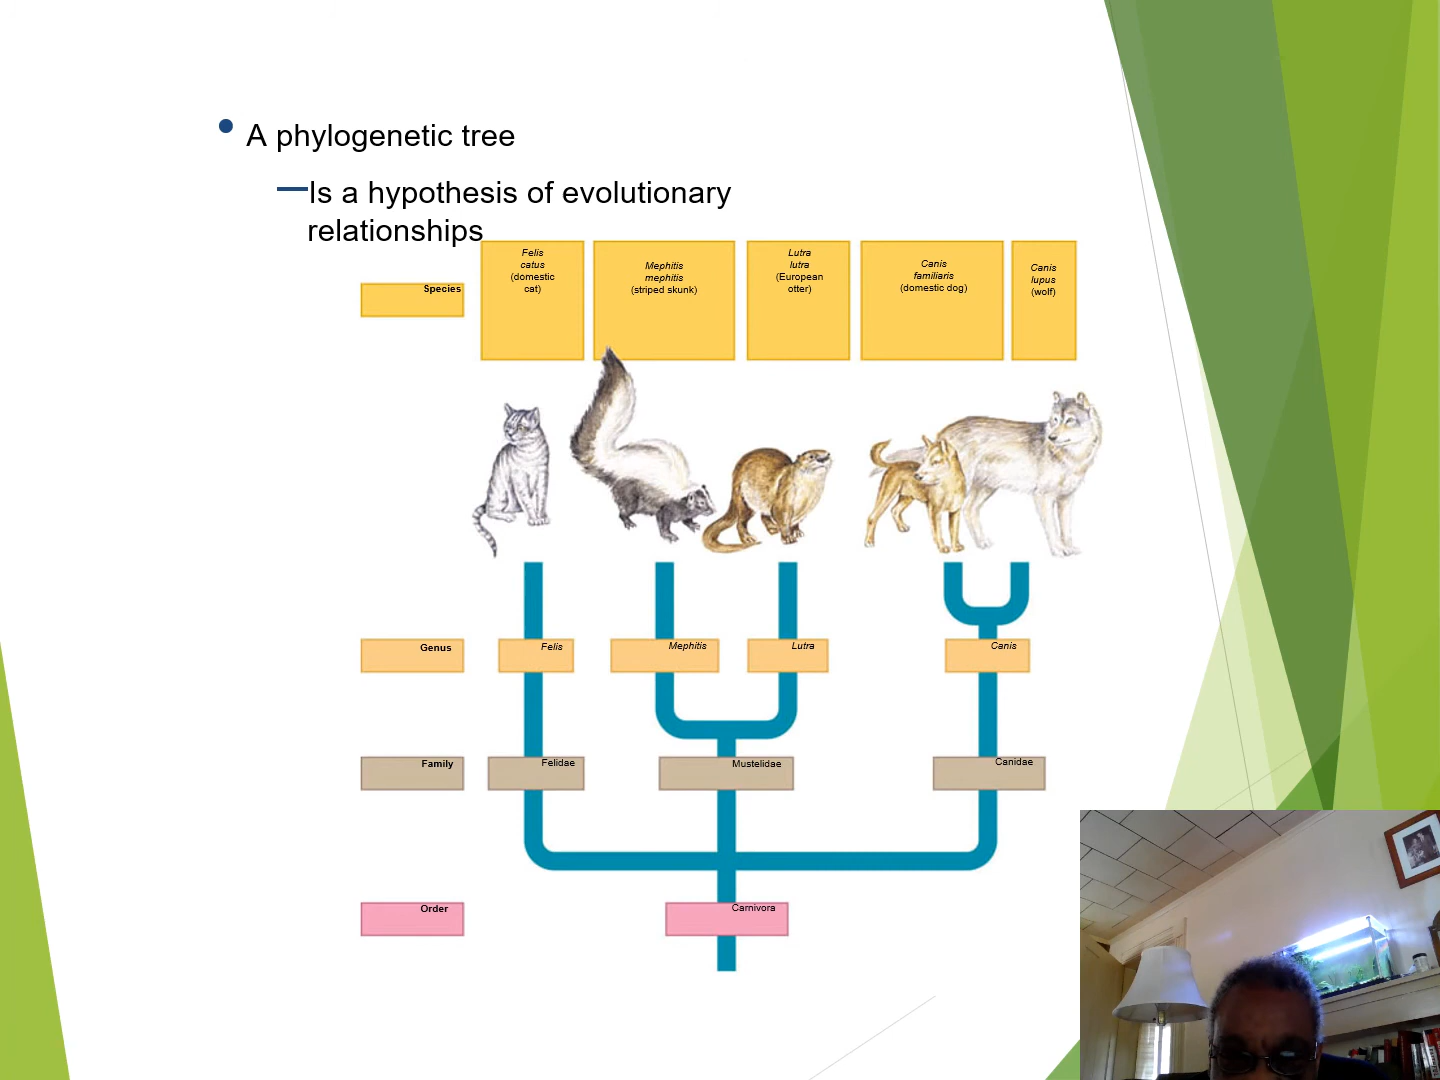 A phylogenetic tree
Is a hypothesis of evolutionary
relationships
Species
Felis
catus
(domestic
cat)
Mephitis
mephitis
(striped skunk)
Lutra
lutra
(European
otter)
Canis
familiaris
(domestic dog)
Canis
lupus
(wolf)
Genus
Felis
Mephitis
Lutra
Canis
Family
Felidae
Mustelidae
Canidae
Order
Carnivora